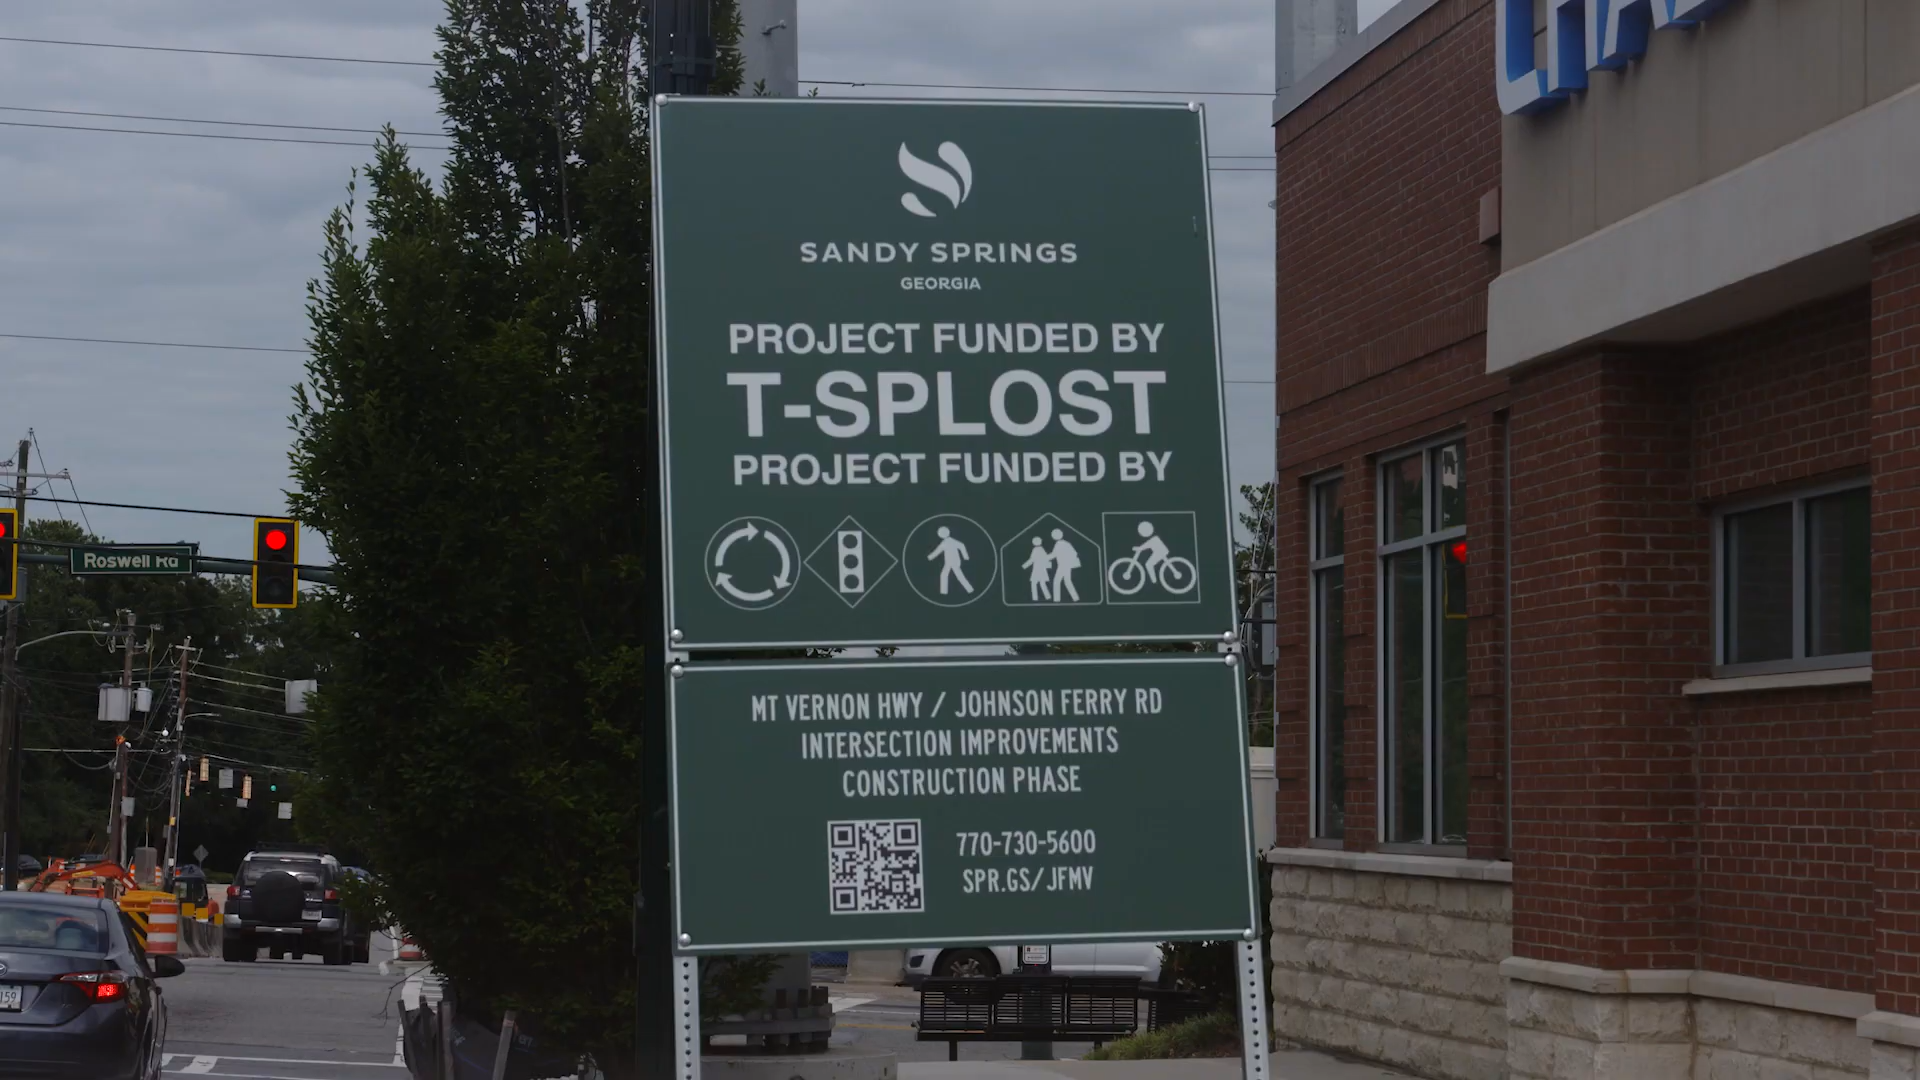 SANDY SPRINGS
GEORGIA
PROJECT FUNDED BY
T-SPLOST
PROJECT FUNDED BY
MT VERNON HWY / JOHNSON FERRY RD
INTERSECTION IMPROVEMENTS
CONSTRUCTION PHASE
770-730-5600
SPR.GS/JFMV
Roswell Rd